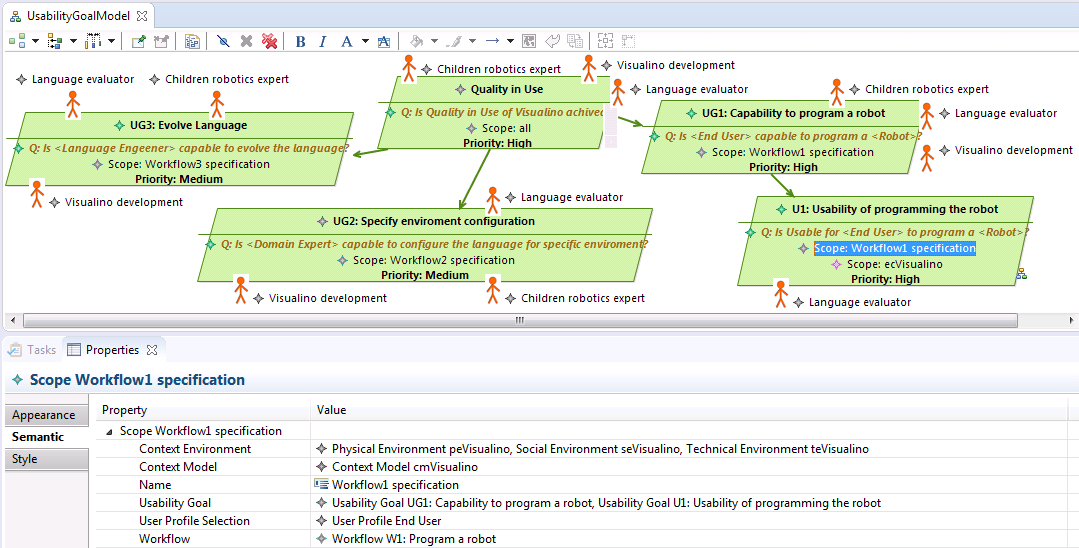 UsabilityGoalModel
B I A A
Language evaluator
Children robotics expert
UG3: Evolve Language
Q: Is <Language Engeener> capable to evolve the language?
Scope: Workflow3 specification
Priority: Medium
Visualino development
Children robotics expert
Visualino development
Language evaluator
Quality in Use
Q: Is Quality in Use of Visualino achived
Scope: all
Priority: High
Children robotics expert
Language evaluator
Visualino development
UG1: Capability to program a robot
Q: Is <End User> capable to program a <Robot>?
Scope: Workflow1 specification
Priority: High
Language evaluator
UG2: Specify enviroment configuration
Q: Is <Domain Expert> capable to configure the language for specific enviroment?
Scope: Workflow2 specification
Priority: Medium
Visualino development
Children robotics expert
U1: Usability of programming the robot
Q: Is Usable for <End User> to program a <Robot>?
Scope: Workflow1 specification
Scope: ecVisualino
Priority: High
Language evaluator
Tasks
Properties
Scope Workflow1 specification
Appearance
Semantic
Style
Property Value
Scope Workflow1 specification
Context Environment Physical Environment peVisualino, Social Environment seVisualino, Technical Environment teVisualino
Context Model Context Model cmVisualino
Name Workflow1 specification
Usability Goal Usability Goal UG1: Capability to program a robot, Usability Goal U1: Usability of programming the robot
User Profile Selection User Profile End User
Workflow Workflow W1: Program a robot